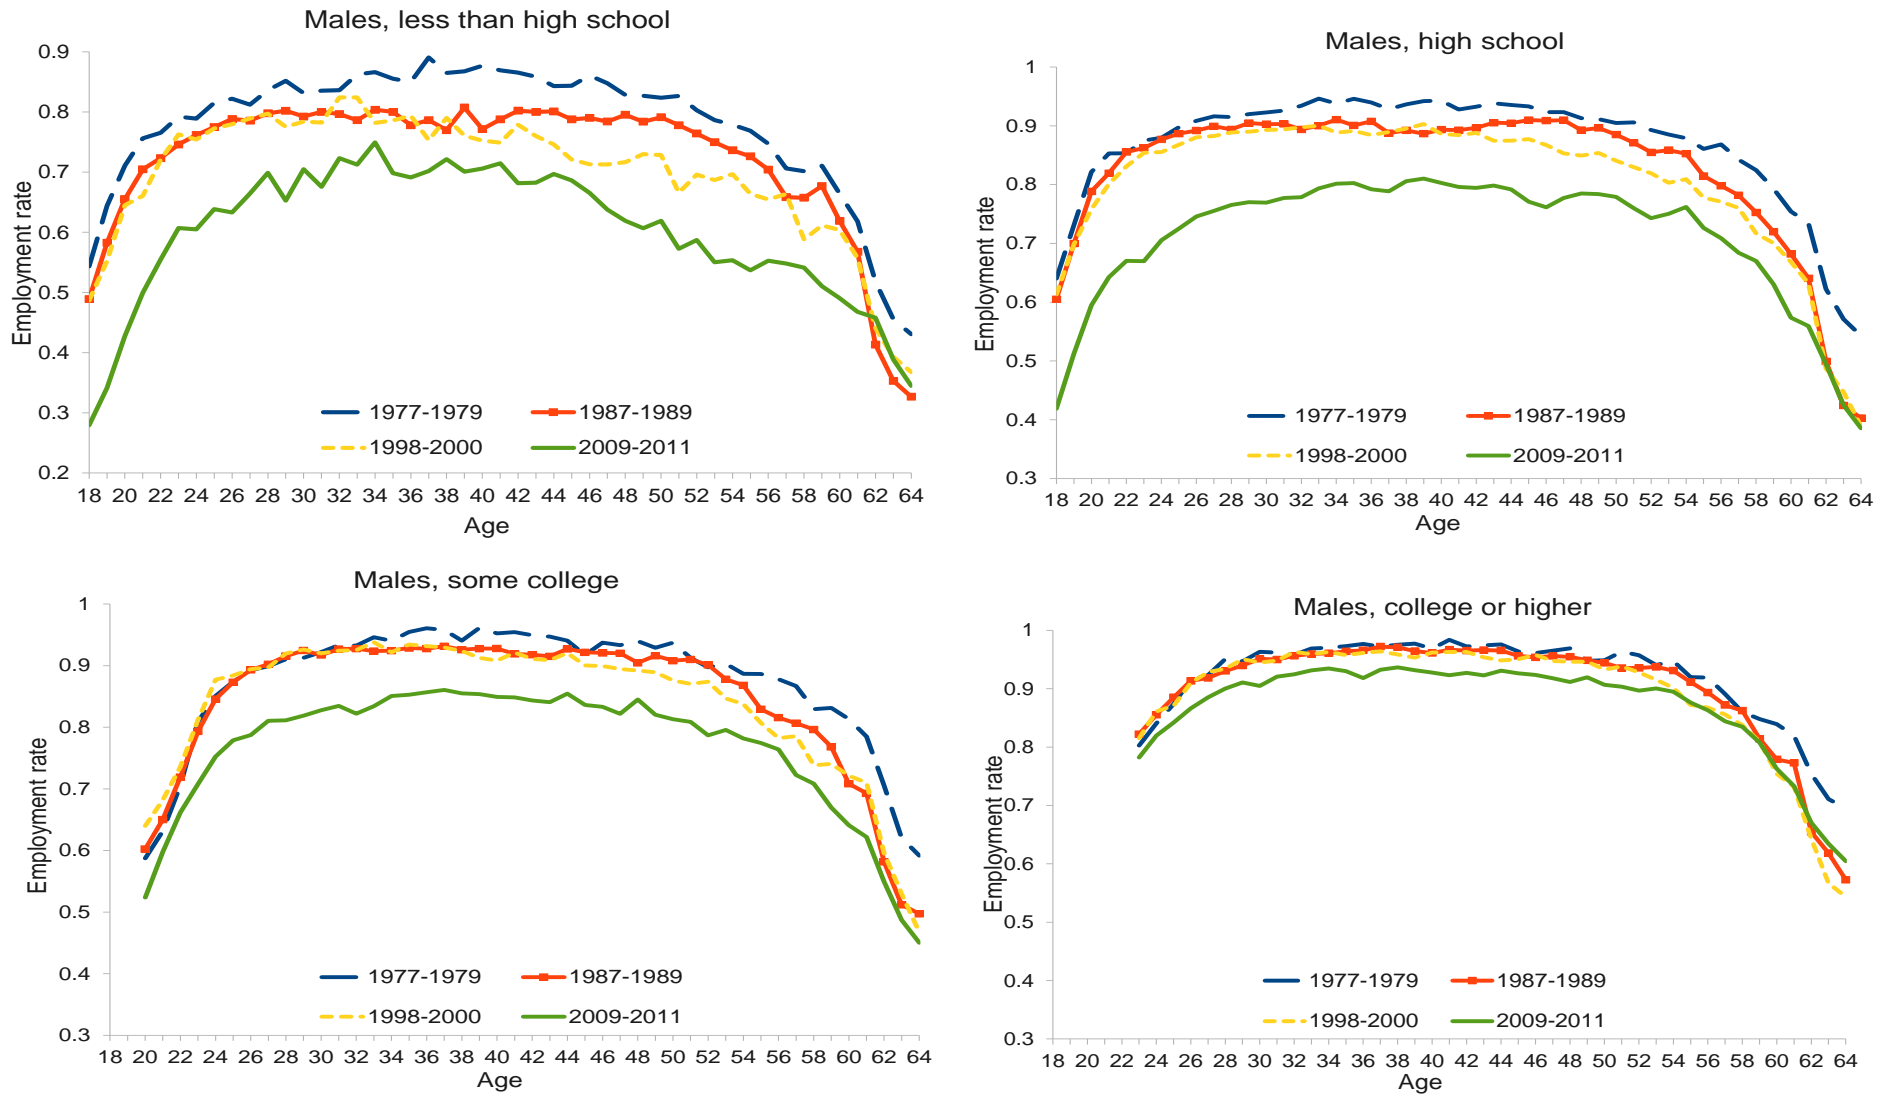 Males, less than high school
0.9
0.8
0.7
0.6
0.5
0.4
0.3
0.2
Employment rate
1977-1979 1987-1989
1998-2000 2009-2011
18 20 22 24 26 28 30 32 34 36 38 40 42 44 46 48 50 52 54 56 58 60 62 64
Age
Males, high school
1
0.9
0.8
0.7
0.6
0.5
0.4
0.3
Employment rate
1977-1979 1987-1989
1998-2000 2009-2011
18 20 22 24 26 28 30 32 34 36 38 40 42 44 46 48 50 52 54 56 58 60 62 64
Age
Males, some college
1
0.9
0.8
0.7
0.6
0.5
0.4
0.3
Employment rate
1977-1979 1987-1989
1998-2000 2009-2011
18 20 22 24 26 28 30 32 34 36 38 40 42 44 46 48 50 52 54 56 58 60 62 64
Age
Males, college or higher
1
0.9
0.8
0.7
0.6
0.5
0.4
0.3
Employment rate
1977-1979 1987-1989
1998-2000 2009-2011
18 20 22 24 26 28 30 32 34 36 38 40 42 44 46 48 50 52 54 56 58 60 62 64
Age